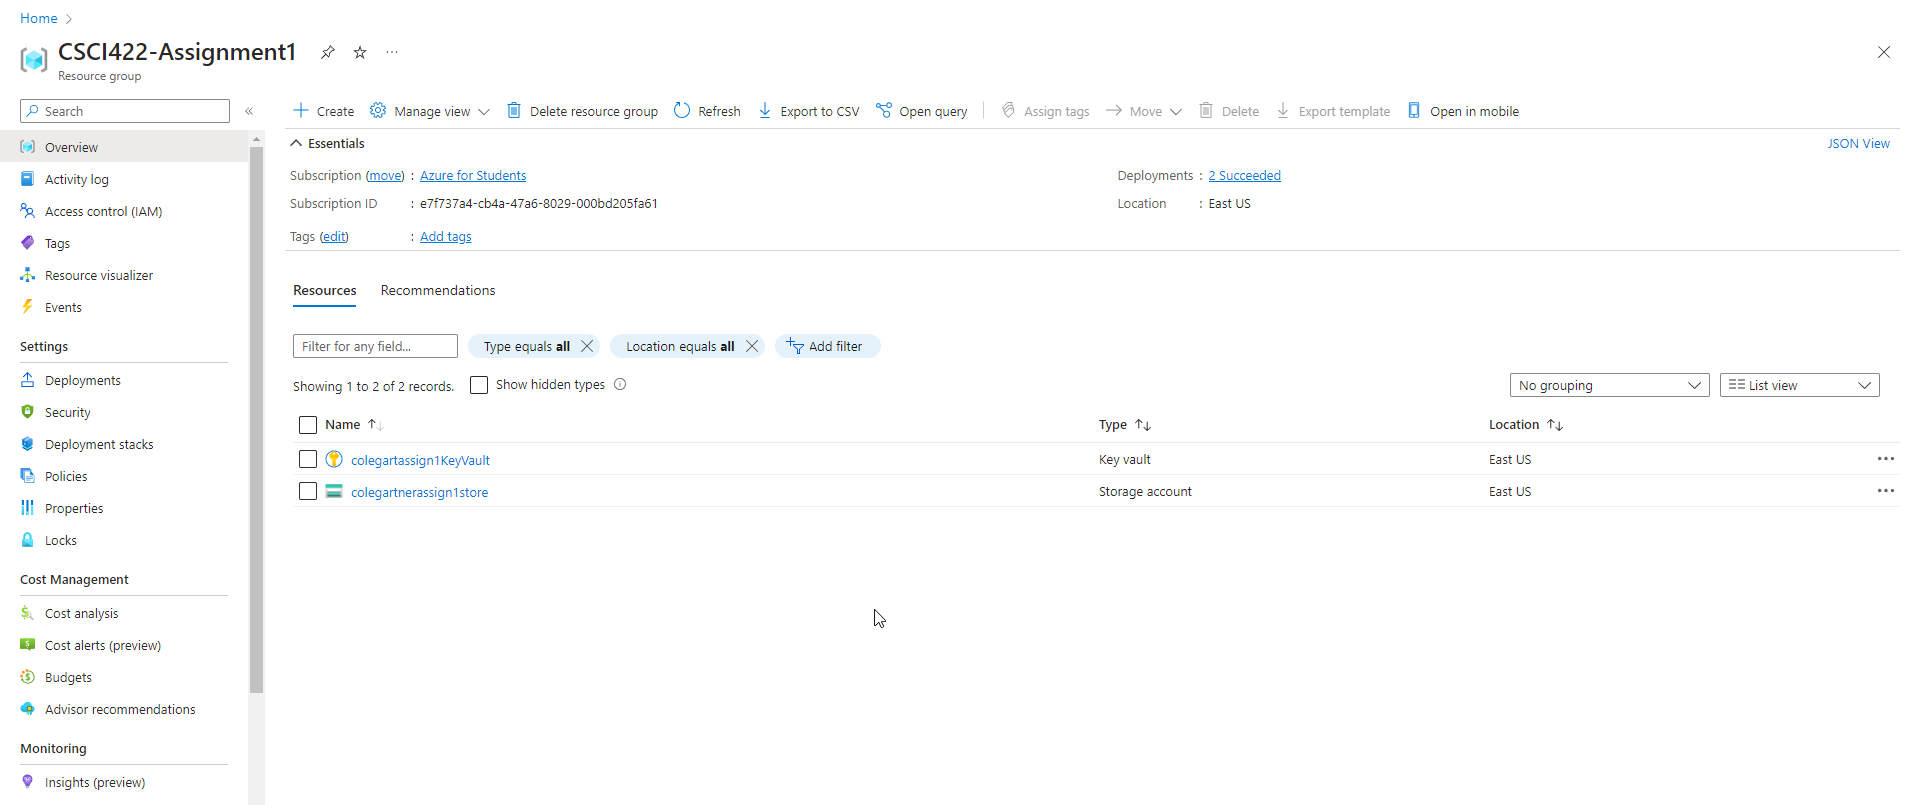 Home
CSCI422-Assignment1
Resource group
Search
Create Manage view Delete resource group Refresh Export to CSV Open query Assign tags Move Delete Export template Open in mobile
Overview
Activity log
Access control (IAM)
Tags
Resource visualizer
Events
Settings
Deployments
Security
Deployment stacks
Policies
Properties
Locks
Cost Management
Cost analysis
Cost alerts (preview)
Budgets
Advisor recommendations
Monitoring
Insights (preview)
Essentials JSON View
Subscription (move) : Azure for Students Deployments : 2 Succeeded
Subscription ID : e7f737a4-cb4a-47a6-8029-000bd205fa61 Location : East US
Tags (edit) : Add tags
Resources Recommendations
Filter for any field... Type equals all Location equals all Add filter
Showing 1 to 2 of 2 records. Show hidden types No grouping List view
Name Type Location
colegartassign1KeyVault Key vault East US
colegartnerassign1store Storage account East US